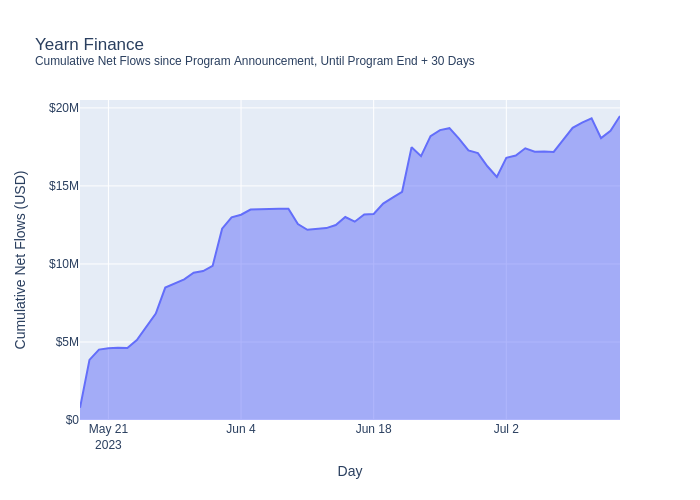 Yearn Finance
Cumulative Net Flows since Program Announcement, Until Program End + 30 Days
Cumulative Net Flows (USD)
$20M
$15M
$10M
$5M
$0
May 21
2023
Jun 4
Jun 18
Jul 2
Day